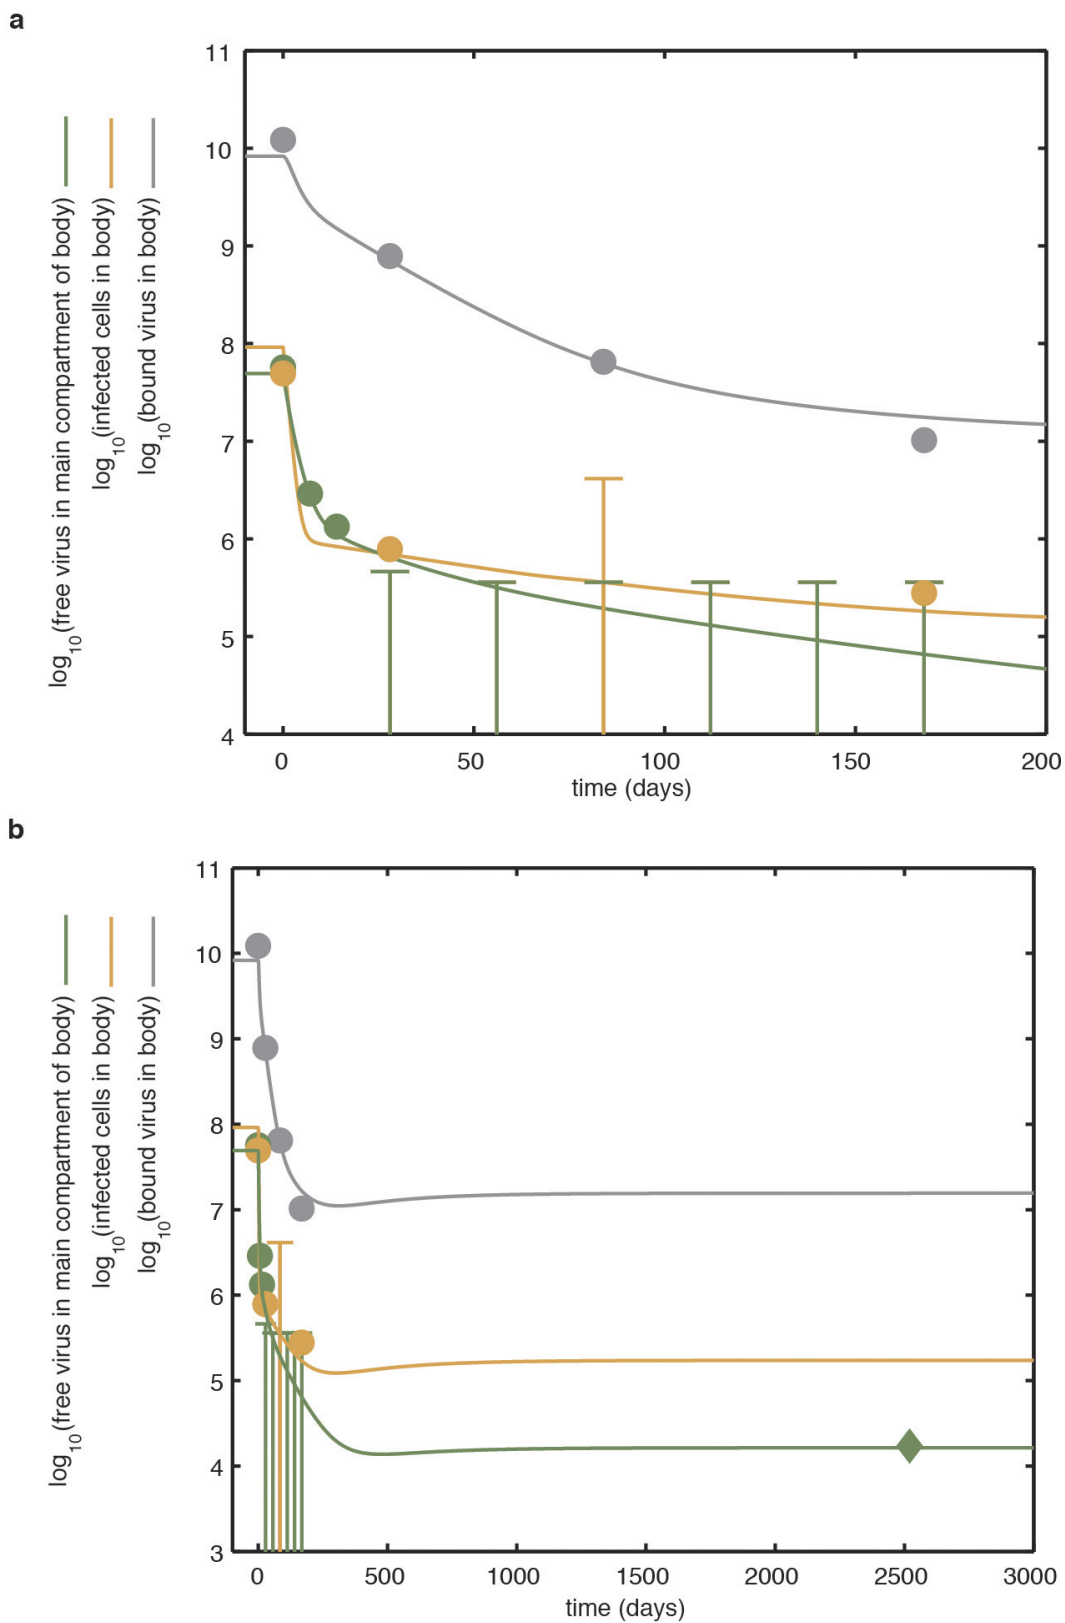 a
log10(free virus in main compartment of body)
log10(infected cells in body)
log10(bound virus in body)
11
10
9
8
7
6
5
4
0
50
100
150
200
time (days)
b
log10(free virus in main compartment of body)
log10(infected cells in body)
log10(bound virus in body)
11
10
9
8
7
6
5
4
3
0
500
1000
1500
2000
2500
3000
time (days)